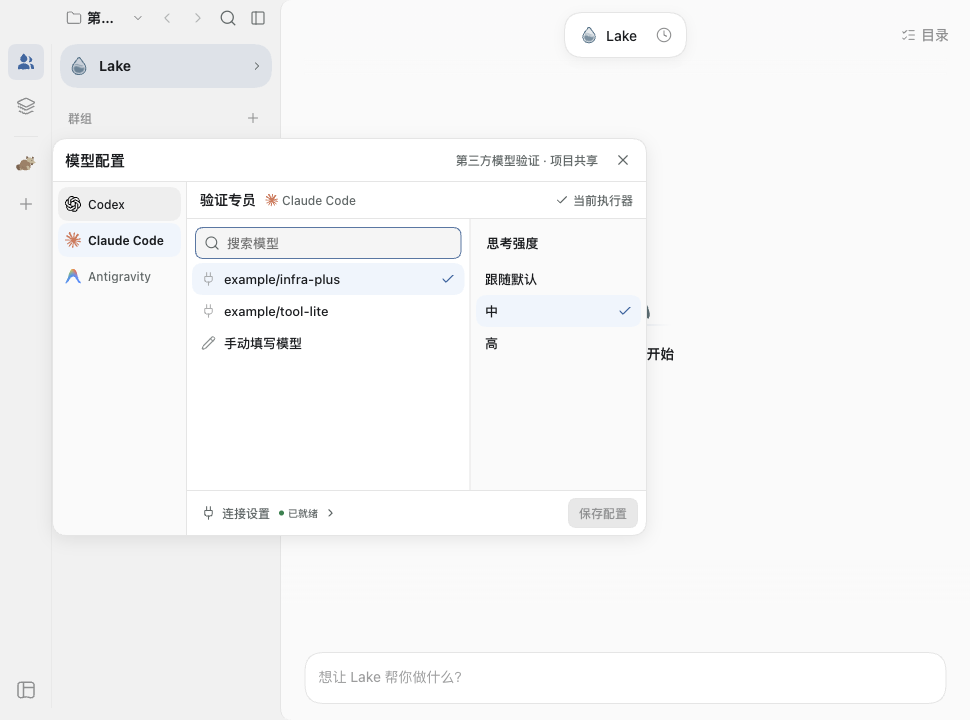 第...
Lake
群组
Lake
目录
模型配置
第三方模型验证 · 项目共享
Codex
Claude Code
Antigravity
验证专员 Claude Code
当前执行器
搜索模型
example/infra-plus
example/tool-lite
手动填写模型
思考强度
跟随默认
中
高
连接设置 已就绪
保存配置
开始
想让 Lake 帮你做什么?